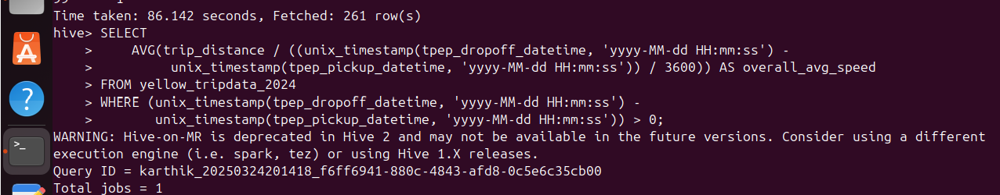 Time taken: 86.142 seconds, Fetched: 261 row(s)
hive> SELECT
    >     AVG(trip_distance / ((unix_timestamp(tpep_dropoff_datetime, 'yyyy-MM-dd HH:mm:ss') -
    >          unix_timestamp(tpep_pickup_datetime, 'yyyy-MM-dd HH:mm:ss')) / 3600)) AS overall_avg_speed
    > FROM yellow_tripdata_2024
    > WHERE (unix_timestamp(tpep_dropoff_datetime, 'yyyy-MM-dd HH:mm:ss') -
    >        unix_timestamp(tpep_pickup_datetime, 'yyyy-MM-dd HH:mm:ss')) > 0;
WARNING: Hive-on-MR is deprecated in Hive 2 and may not be available in the future versions. Consider using a different
execution engine (i.e. spark, tez) or using Hive 1.X releases.
Query ID = karthik_20250324201418_f6ff6941-880c-4843-afd8-0c5e6c35cb00
Total jobs = 1